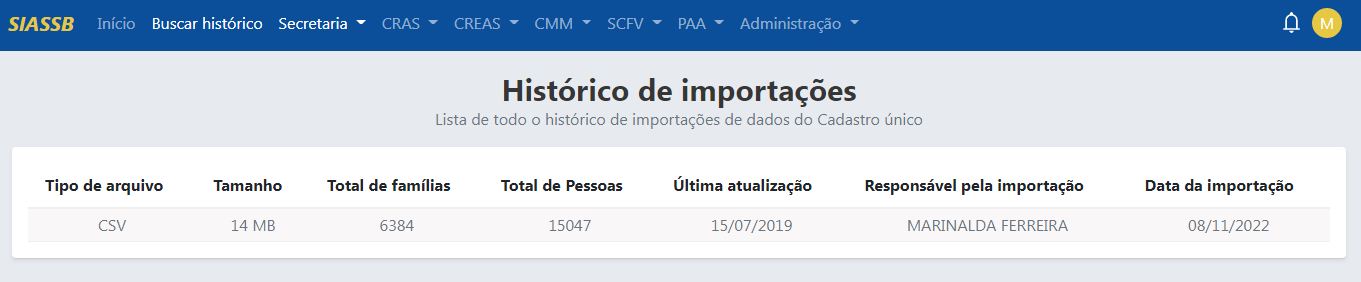 SIASSB Início Buscar histórico Secretaria CRAS CREAS CMM SCFV PAA Administração M
Histórico de importações
Lista de todo o histórico de importações de dados do Cadastro único
Tipo de arquivo Tamanho Total de famílias Total de Pessoas Última atualização Responsável pela importação Data da importação
CSV 14 MB 6384 15047 15/07/2019 MARINALDA FERREIRA 08/11/2022